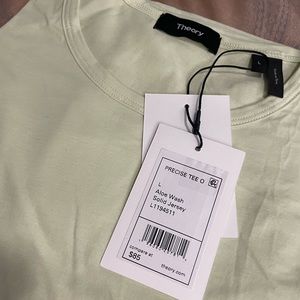 Theory
L
PRECISE TEE O
L
Aloe Wash
Solid Jersey
L1194511
compare at
$85
theory.com